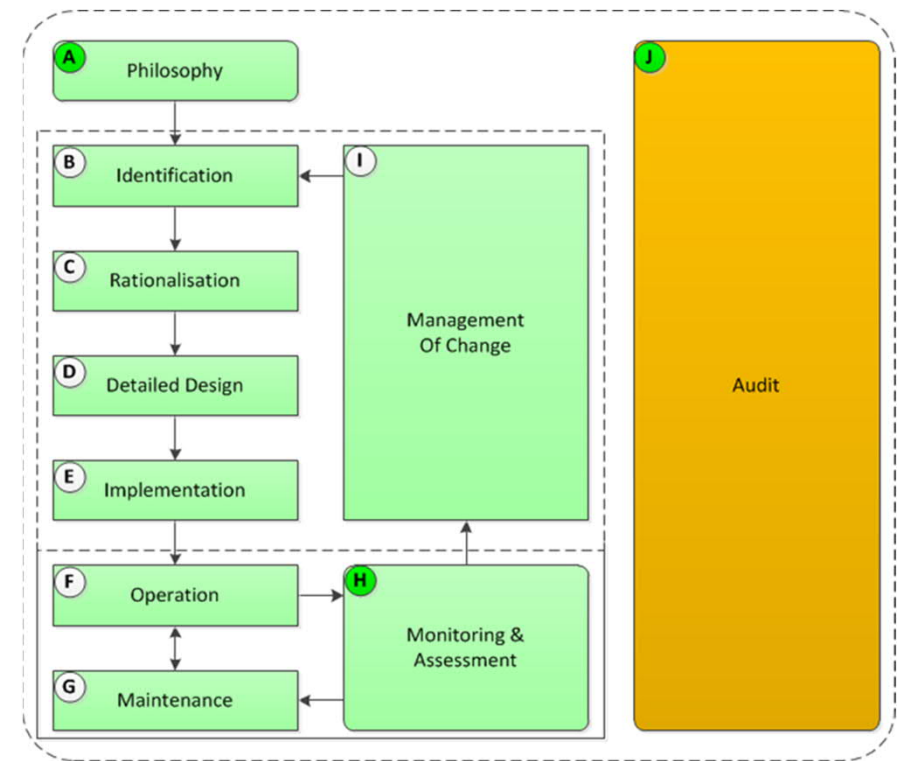 A
Philosophy
J
B
Identification
I
C
Rationalisation
Management
Of Change
D
Detailed Design
Audit
E
Implementation
F
Operation
H
Monitoring &
Assessment
G
Maintenance